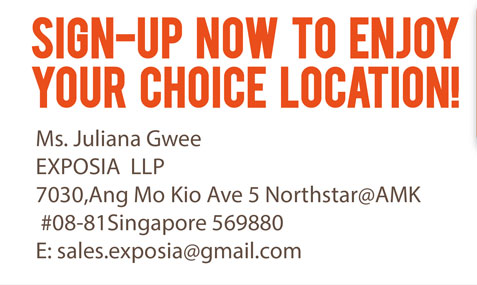 SIGN-UP NOW TO ENJOY
YOUR CHOICE LOCATION!
Ms. Juliana Gwee
EXPOSIA LLP
7030,Ang Mo Kio Ave 5 Northstar@AMK
#08-81Singapore 569880
E: sales.exposia@gmail.com